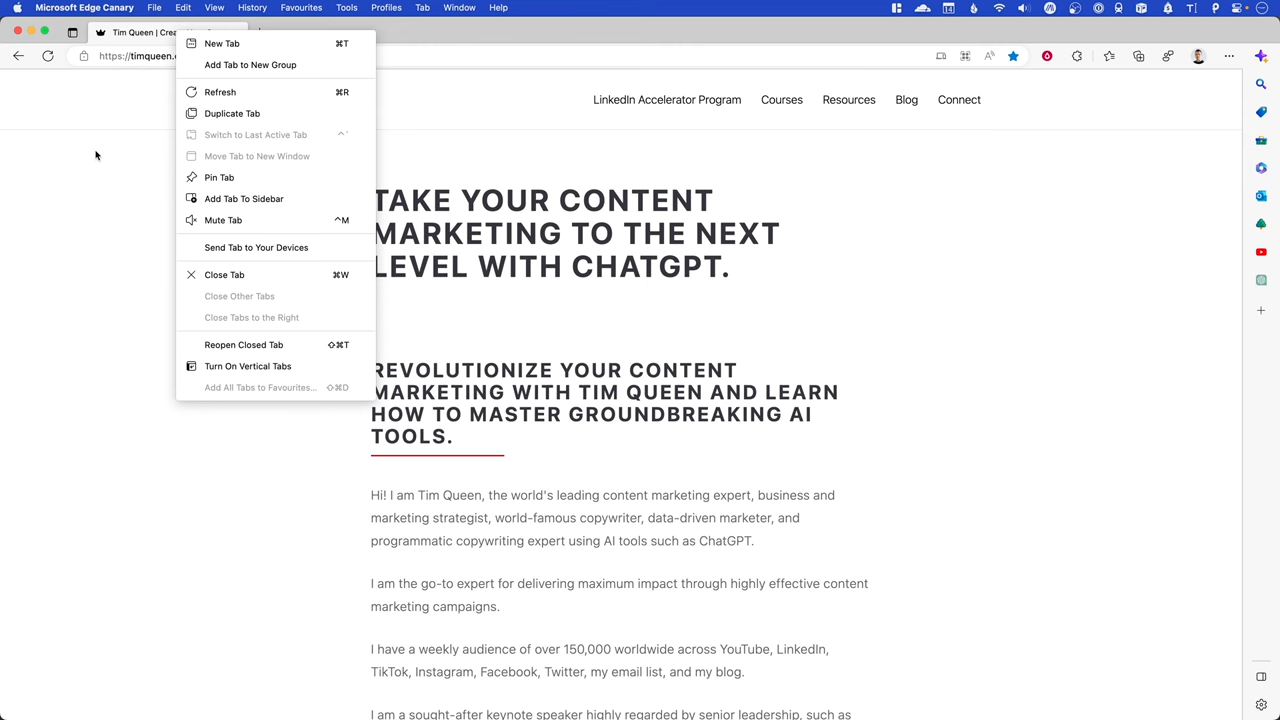 Microsoft Edge Canary File Edit View History Favourites Tools Profiles Tab Window Help
Tim Queen | Crea
https://timqueen.c
New Tab ⌘T
Add Tab to New Group
Refresh ⌘R
Duplicate Tab
Switch to Last Active Tab ^`
Move Tab to New Window
Pin Tab
Add Tab To Sidebar
Mute Tab ^M
Send Tab to Your Devices
Close Tab ⌘W
Close Other Tabs
Close Tabs to the Right
Reopen Closed Tab ⇧⌘T
Turn On Vertical Tabs
Add All Tabs to Favourites... ⇧⌘D
LinkedIn Accelerator Program Courses Resources Blog Connect
TAKE YOUR CONTENT
MARKETING TO THE NEXT
LEVEL WITH CHATGPT.
REVOLUTIONIZE YOUR CONTENT
MARKETING WITH TIM QUEEN AND LEARN
HOW TO MASTER GROUNDBREAKING AI
TOOLS.
Hi! I am Tim Queen, the world's leading content marketing expert, business and
marketing strategist, world-famous copywriter, data-driven marketer, and
programmatic copywriting expert using AI tools such as ChatGPT.
I am the go-to expert for delivering maximum impact through highly effective content
marketing campaigns.
I have a weekly audience of over 150,000 worldwide across YouTube, LinkedIn,
TikTok, Instagram, Facebook, Twitter, my email list, and my blog.
I am a sought-after keynote speaker highly regarded by senior leadership, such as